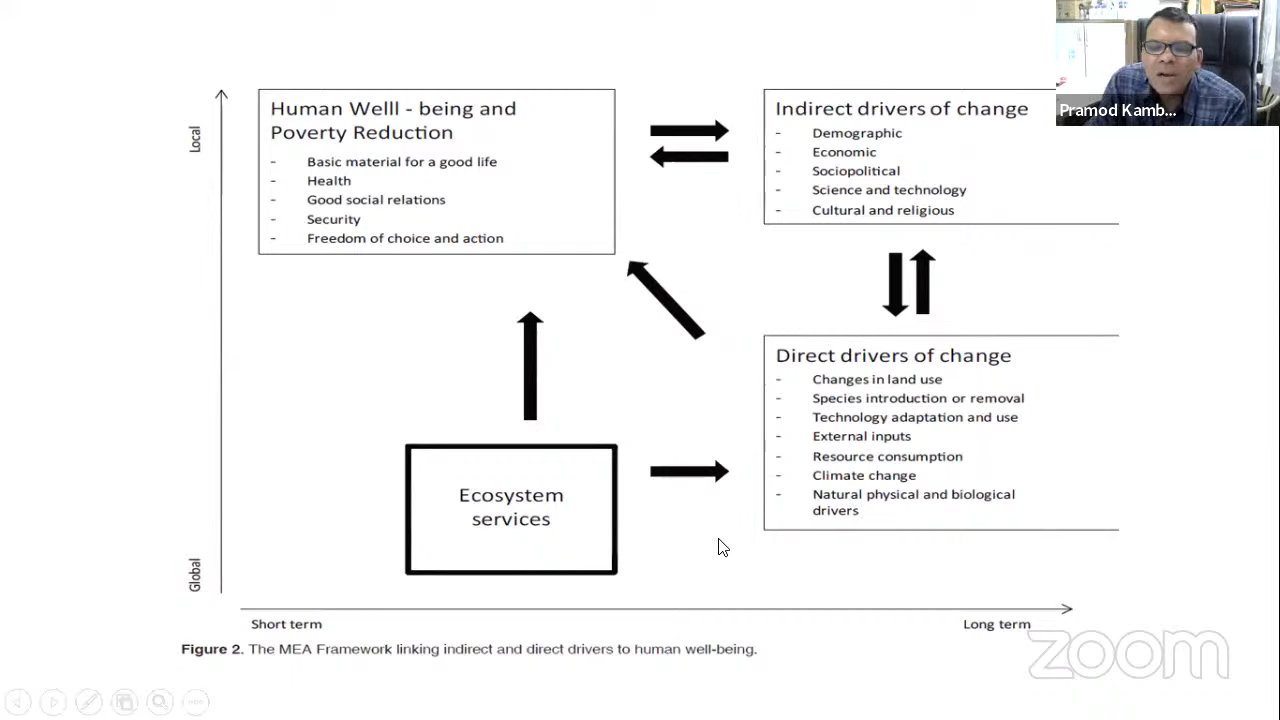 Pramod Kamb...
Local
Human Welll - being and
Poverty Reduction
- Basic material for a good life
- Health
- Good social relations
- Security
- Freedom of choice and action
Indirect drivers of change
- Demographic
- Economic
- Sociopolitical
- Science and technology
- Cultural and religious
Direct drivers of change
- Changes in land use
- Species introduction or removal
- Technology adaptation and use
- External inputs
- Resource consumption
- Climate change
- Natural physical and biological
drivers
Ecosystem
services
Global
Short term
Long term
Figure 2. The MEA Framework linking indirect and direct drivers to human well-being.
zoom